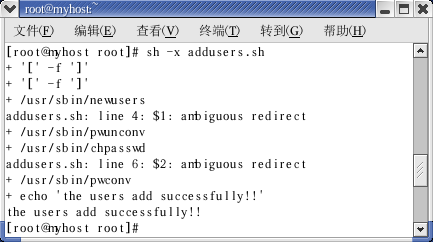 root@myhost:~
文件(F) 编辑(E) 查看(V) 终端(T) 转到(G) 帮助(H)
[root@myhost root]# sh -x addusers.sh
+ '[' -f ']'
+ '[' -f ']'
+ /usr/sbin/newusers
addusers.sh: line 4: $1: ambiguous redirect
+ /usr/sbin/pwunconv
+ /usr/sbin/chpasswd
addusers.sh: line 6: $2: ambiguous redirect
+ /usr/sbin/pwconv
+ echo 'the users add successfully!!'
the users add successfully!!
[root@myhost root]#